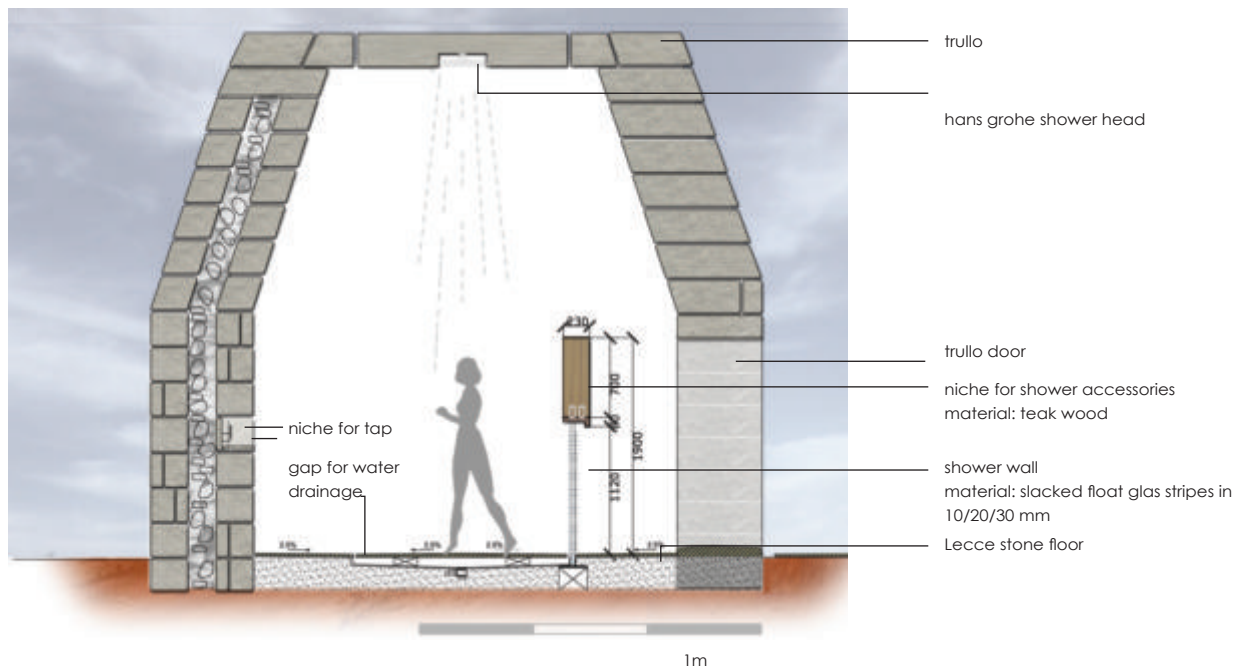 trullo
hans grohe shower head
230
700
1900
1120
trullo door
niche for shower accessories
material: teak wood
niche for tap
gap for water
drainage
shower wall
material: slacked float glas stripes in
10/20/30 mm
Lecce stone floor
1m